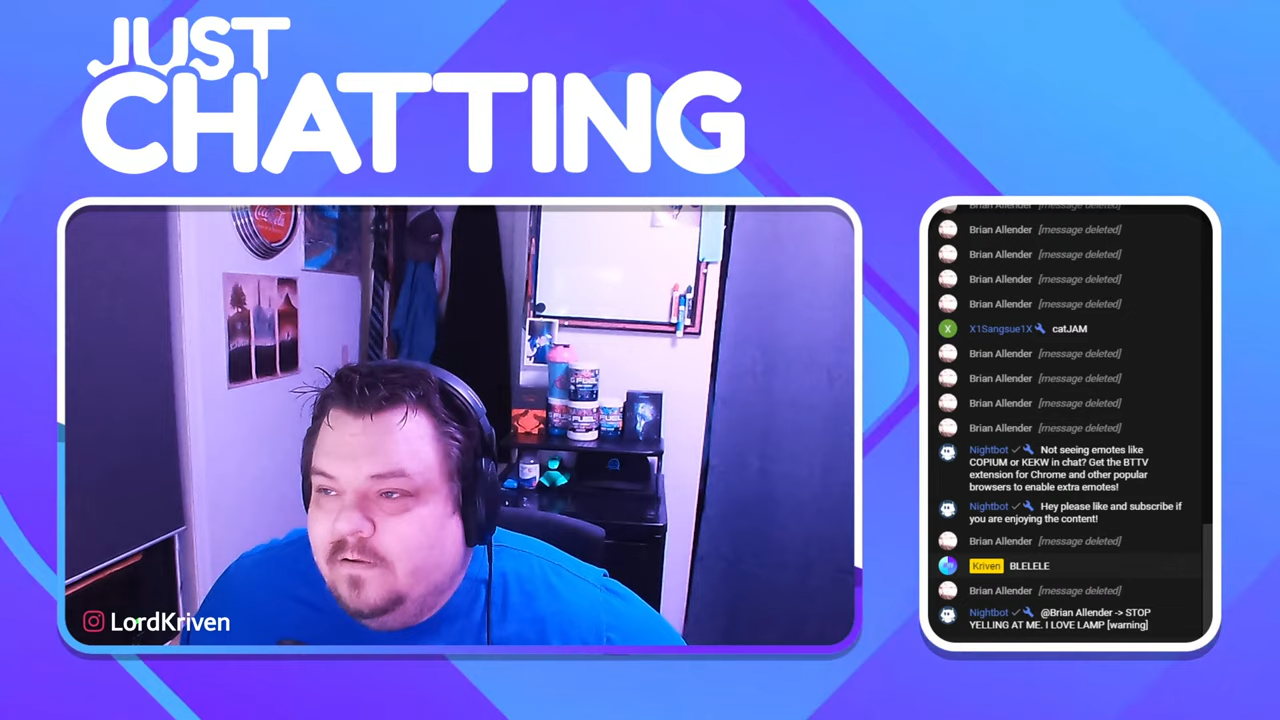 JUST
CHATTING
Coca-Cola
G FUEL
LordKriven
Brian Allender [message deleted]
Brian Allender [message deleted]
Brian Allender [message deleted]
Brian Allender [message deleted]
Brian Allender [message deleted]
X
X1Sangsue1X catJAM
Brian Allender [message deleted]
Brian Allender [message deleted]
Brian Allender [message deleted]
Brian Allender [message deleted]
Nightbot Not seeing emotes like
COPIUM or KEKW in chat? Get the BTTV
extension for Chrome and other popular
browsers to enable extra emotes!
Nightbot Hey please like and subscribe if
you are enjoying the content!
Brian Allender [message deleted]
Kriven BLELELE
Brian Allender [message deleted]
Nightbot @Brian Allender -> STOP
YELLING AT ME. I LOVE LAMP [warning]